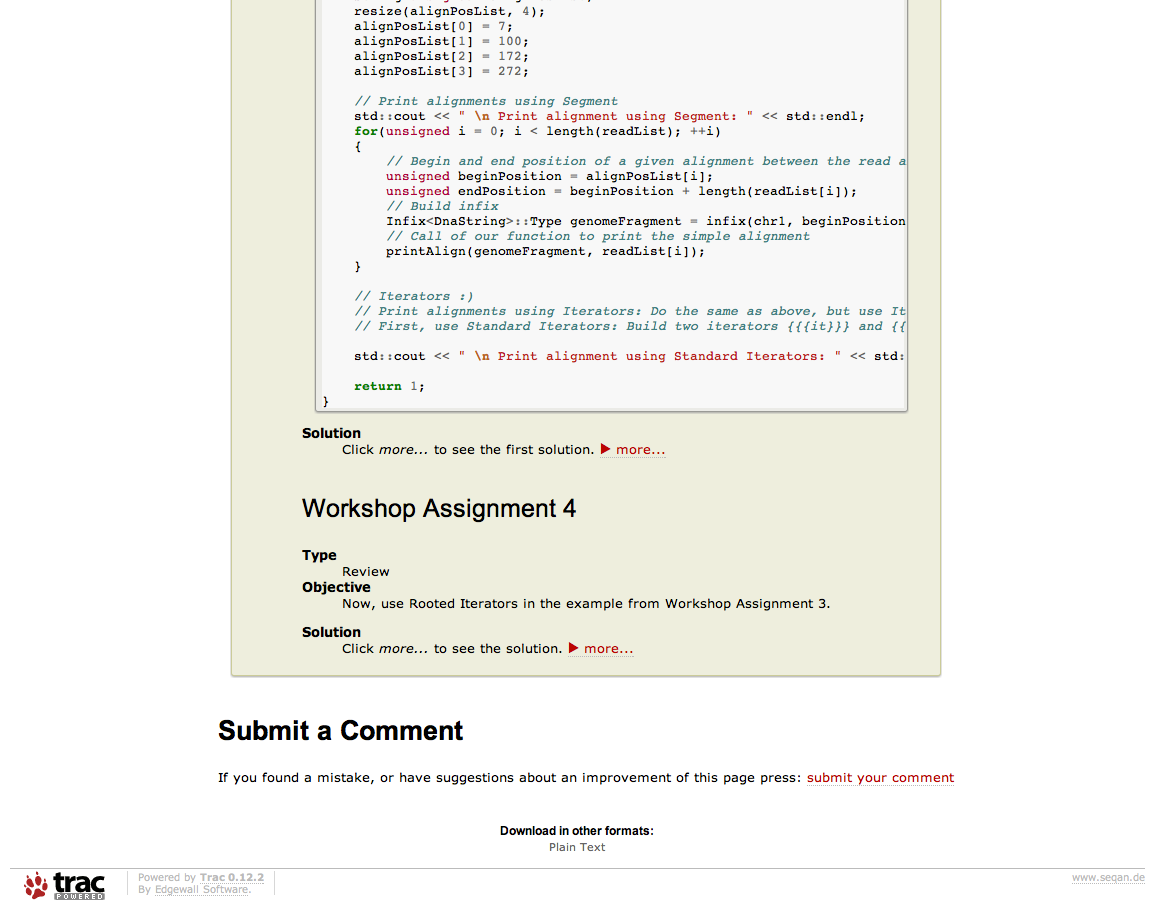 resize(alignPosList, 4);
alignPosList[0] = 7;
alignPosList[1] = 100;
alignPosList[2] = 172;
alignPosList[3] = 272;
// Print alignments using Segment
std::cout << " \n Print alignment using Segment: " << std::endl;
for(unsigned i = 0; i < length(readList); ++i)
{
// Begin and end position of a given alignment between the read a
unsigned beginPosition = alignPosList[i];
unsigned endPosition = beginPosition + length(readList[i]);
// Build infix
Infix<DnaString>::Type genomeFragment = infix(chr1, beginPosition
// Call of our function to print the simple alignment
printAlign(genomeFragment, readList[i]);
}
// Iterators :)
// Print alignments using Iterators: Do the same as above, but use It
// First, use Standard Iterators: Build two iterators {{{it}}} and {{
std::cout << " \n Print alignment using Standard Iterators: " << std:
return 1;
}
Solution
Click more... to see the first solution. ▶ more...
Workshop Assignment 4
Type
Review
Objective
Now, use Rooted Iterators in the example from Workshop Assignment 3.
Solution
Click more... to see the solution. ▶ more...
Submit a Comment
If you found a mistake, or have suggestions about an improvement of this page press: submit your comment
Download in other formats:
Plain Text
trac POWERED
Powered by Trac 0.12.2
By Edgewall Software.
www.seqan.de